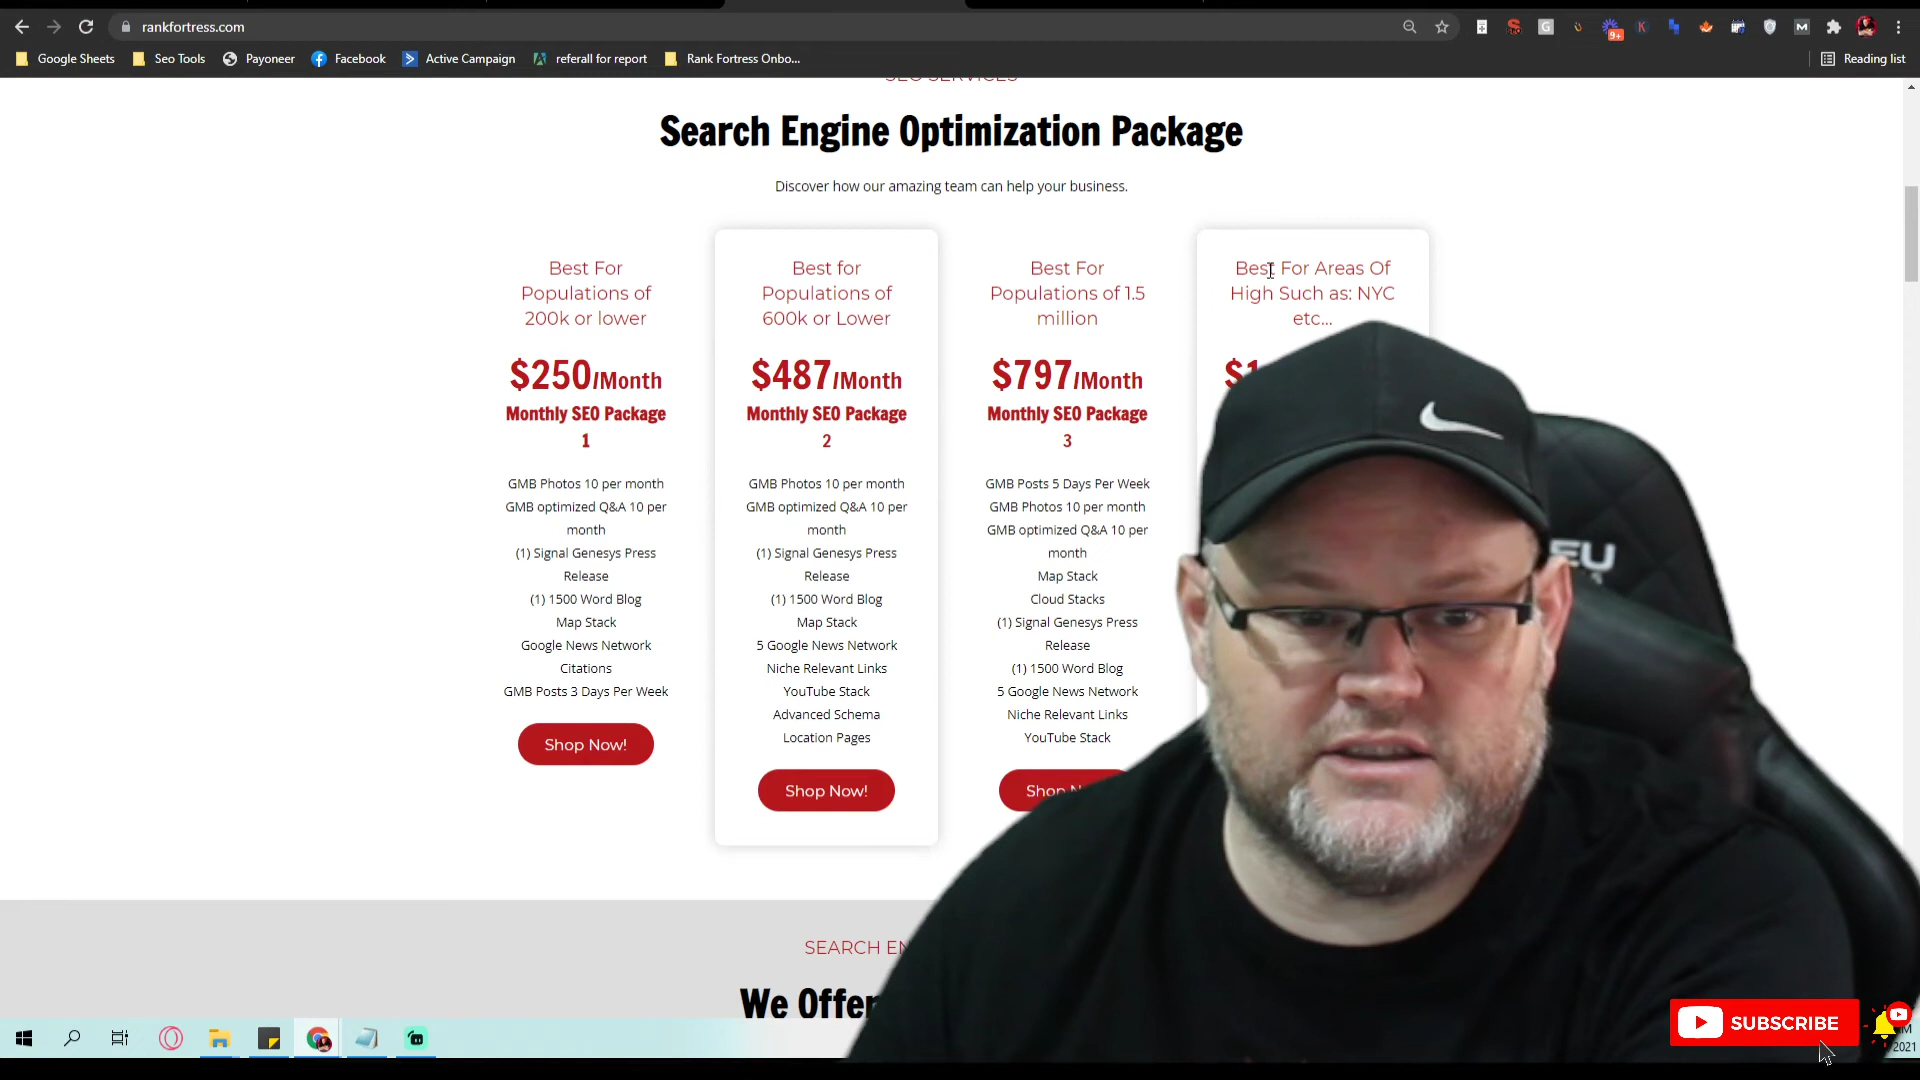 rankfortress.com
9+
Google Sheets
Seo Tools
Payoneer
Facebook
Active Campaign
referall for report
Rank Fortress Onbo...
Reading list
SEO SERVICES
Search Engine Optimization Package
Discover how our amazing team can help your business.
Best For
Populations of
200k or lower
$250/Month
Monthly SEO Package
1
GMB Photos 10 per month
GMB optimized Q&A 10 per
month
(1) Signal Genesys Press
Release
(1) 1500 Word Blog
Map Stack
Google News Network
Citations
GMB Posts 3 Days Per Week
Shop Now!
Best for
Populations of
600k or Lower
$487/Month
Monthly SEO Package
2
GMB Photos 10 per month
GMB optimized Q&A 10 per
month
(1) Signal Genesys Press
Release
(1) 1500 Word Blog
Map Stack
5 Google News Network
Niche Relevant Links
YouTube Stack
Advanced Schema
Location Pages
Shop Now!
Best For
Populations of 1.5
million
$797/Month
Monthly SEO Package
3
GMB Posts 5 Days Per Week
GMB Photos 10 per month
GMB optimized Q&A 10 per
month
Map Stack
Cloud Stacks
(1) Signal Genesys Press
Release
(1) 1500 Word Blog
5 Google News Network
Niche Relevant Links
YouTube Stack
Shop
Best For Areas Of
High Such as: NYC
etc...
SEARCH
We Offer
SUBSCRIBE
2021